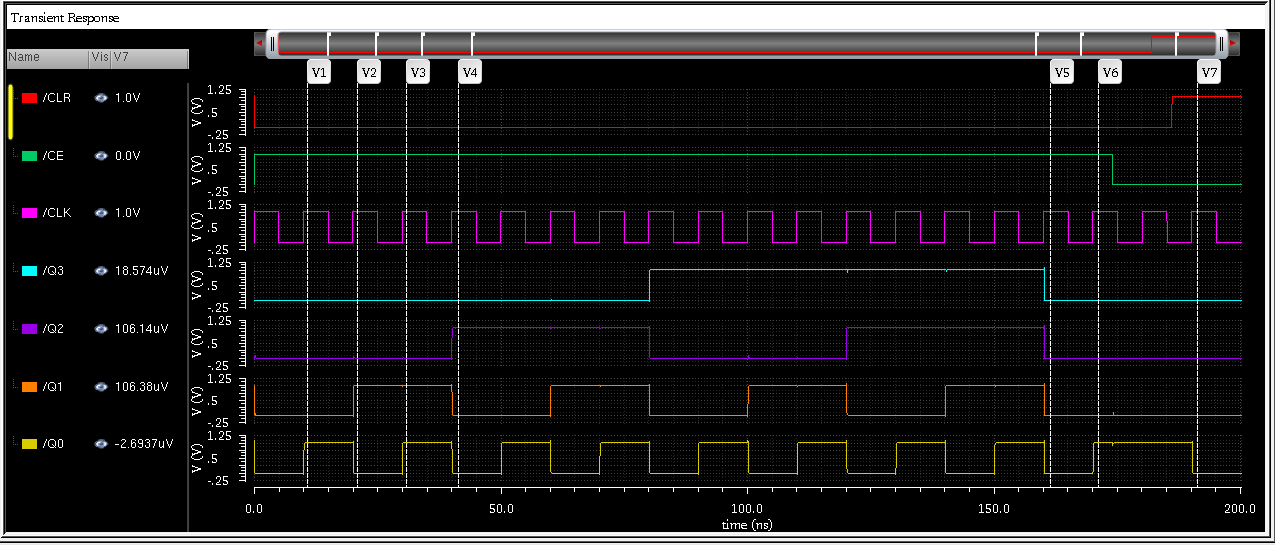 Transient Response
Name Vis V7
V1 V2 V3 V4 V5 V6 V7
/CLR 1.0V
V (V) 1.25 .5 -.25
/CE 0.0V
V (V) 1.25 .5 -.25
/CLK 1.0V
V (V) 1.25 .5 -.25
/Q3 18.574uV
V (V) 1.25 .5 -.25
/Q2 106.14uV
V (V) 1.25 .5 -.25
/Q1 106.38uV
V (V) 1.25 .5 -.25
/Q0 -2.6937uV
V (V) 1.25 .5 -.25
0.0 50.0 100.0 150.0 200.0
time (ns)